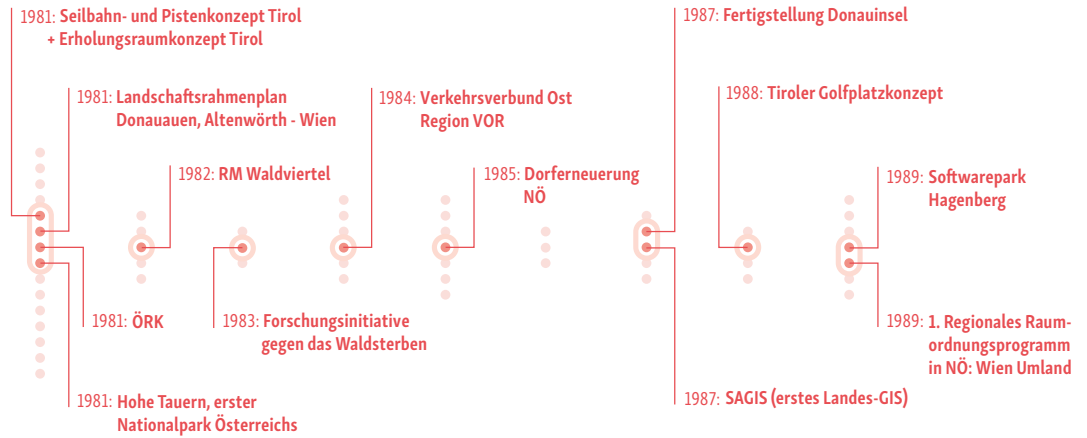 1981: Seilbahn- und Pistenkonzept Tirol
+ Erholungsraumkonzept Tirol
1981: Landschaftsrahmenplan
Donauauen, Altenwörth - Wien
1982: RM Waldviertel
1984: Verkehrsverbund Ost
Region VOR
1985: Dorferneuerung
NÖ
1987: Fertigstellung Donauinsel
1988: Tiroler Golfplatzkonzept
1989: Softwarepark
Hagenberg
1981: ÖRK
1981: Hohe Tauern, erster
Nationalpark Österreichs
1983: Forschungsinitiative
gegen das Waldsterben
1987: SAGIS (erstes Landes-GIS)
1989: 1. Regionales Raum-
ordnungsprogramm
in NÖ: Wien Umland